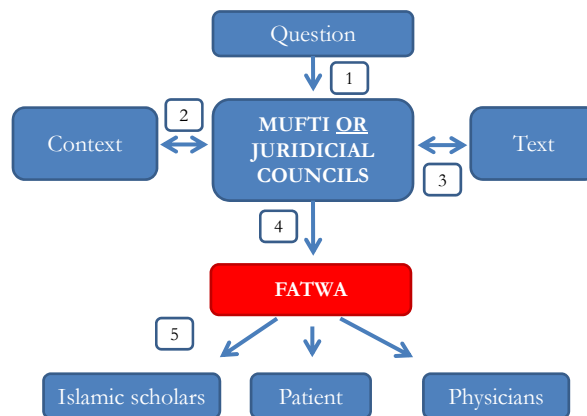 Question
1
2
Context
MUFTI OR
JURIDICIAL
COUNCILS
Text
3
4
FATWA
5
Islamic scholars
Patient
Physicians